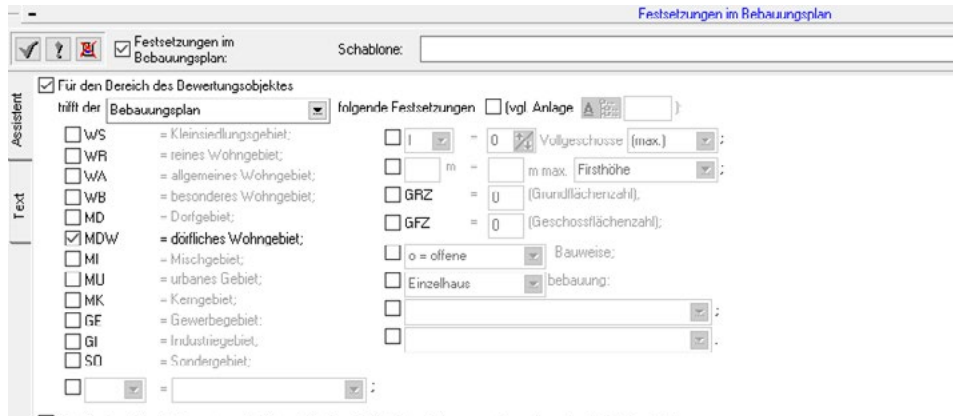 Festsetzungen im Bebauungsplan
Festsetzungen im
Bebauungsplan:
Schablone:
Assistent
Text
Für den Bereich des Bewertungsobjektes
trifft der Bebauungsplan folgende Festsetzungen (vgl. Anlage )
WS = Kleinsiedlungsgebiet;
WR = reines Wohngebiet;
WA = allgemeines Wohngebiet;
WB = besonderes Wohngebiet;
MD = Dorfgebiet;
MDW = dörfliches Wohngebiet;
MI = Mischgebiet;
MU = urbanes Gebiet;
MK = Kerngebiet;
GE = Gewerbegebiet;
GI = Industriegebiet,
SO = Sondergebiet;
= ;
I = 0 Vollgeschosse (max.) ;
m = m max. Firsthöhe ;
GRZ = 0 (Grundflächenzahl),
GFZ = 0 (Geschossflächenzahl);
o = offene Bauweise;
Einzelhaus bebauung:
;
.